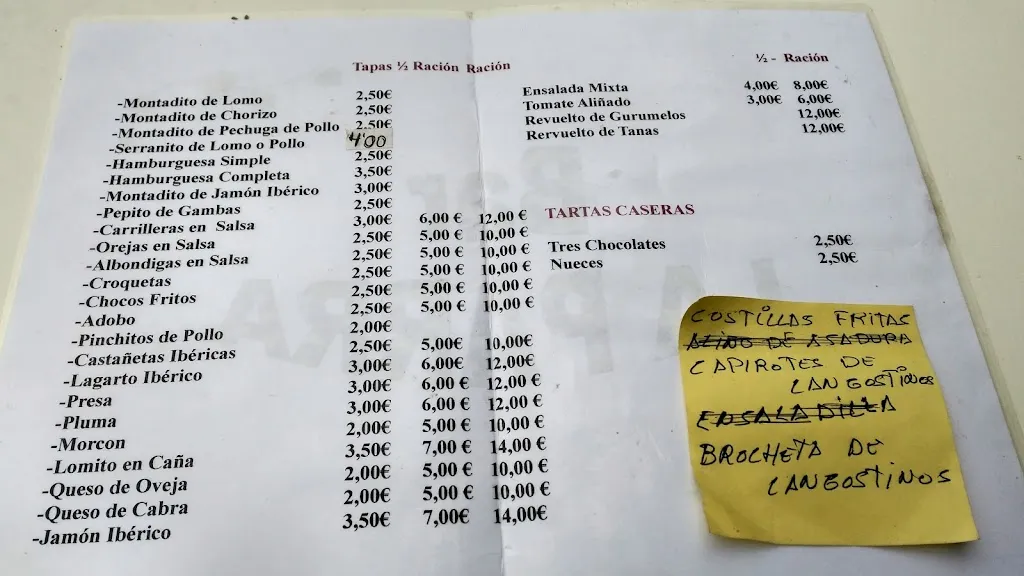 Tapas ½ Ración Ración
-Montadito de Lomo 2,50€
-Montadito de Chorizo 2,50€
-Montadito de Pechuga de Pollo 2,50€
-Serranito de Lomo o Pollo 4'00
-Hamburguesa Simple 2,50€
-Hamburguesa Completa 3,50€
-Montadito de Jamón Ibérico 3,00€
-Pepito de Gambas 2,50€
-Carrilleras en Salsa 3,00€ 6,00 € 12,00 €
-Orejas en Salsa 2,50€ 5,00 € 10,00 €
-Albondigas en Salsa 2,50€ 5,00 € 10,00 €
-Croquetas 2,50€ 5,00 € 10,00 €
-Chocos Fritos 2,50€ 5,00 € 10,00 €
-Adobo 2,50€ 5,00 € 10,00 €
-Pinchitos de Pollo 2,00€
-Castañetas Ibéricas 2,50€ 5,00€ 10,00€
-Lagarto Ibérico 3,00€ 6,00€ 12,00€
-Presa 3,00€ 6,00 € 12,00 €
-Pluma 3,00€ 6,00 € 12,00 €
-Morcon 2,00€ 5,00 € 10,00 €
-Lomito en Caña 3,50€ 7,00 € 14,00 €
-Queso de Oveja 2,00€ 5,00 € 10,00 €
-Queso de Cabra 2,00€ 5,00 € 10,00 €
-Jamón Ibérico 3,50€ 7,00€ 14,00€
½ - Ración
Ensalada Mixta 4,00€ 8,00€
Tomate Aliñado 3,00€ 6,00€
Revuelto de Gurumelos 12,00€
Rervuelto de Tanas 12,00€
TARTAS CASERAS
Tres Chocolates 2,50€
Nueces 2,50€
COSTILLAS FRITAS
ALIÑO DE ASADURA
CAPIROTES DE
LANGOSTINOS
ENSALADILLA
BROCHETA DE
LANGOSTINOS